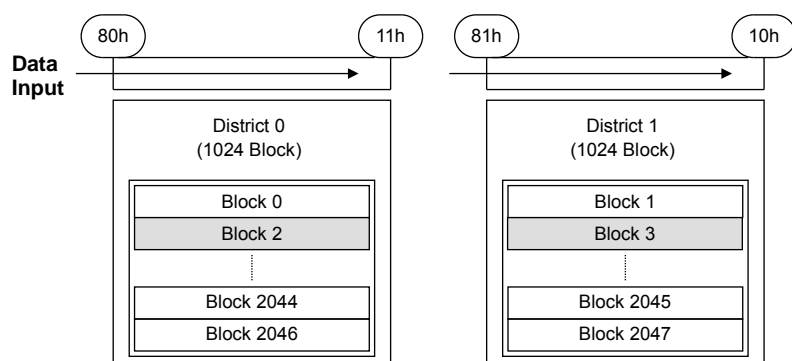 80h 11h 81h 10h
Data
Input
District 0 District 1
(1024 Block) (1024 Block)
Block 0 Block 1
Block 2 Block 3
Block 2044 Block 2045
Block 2046 Block 2047